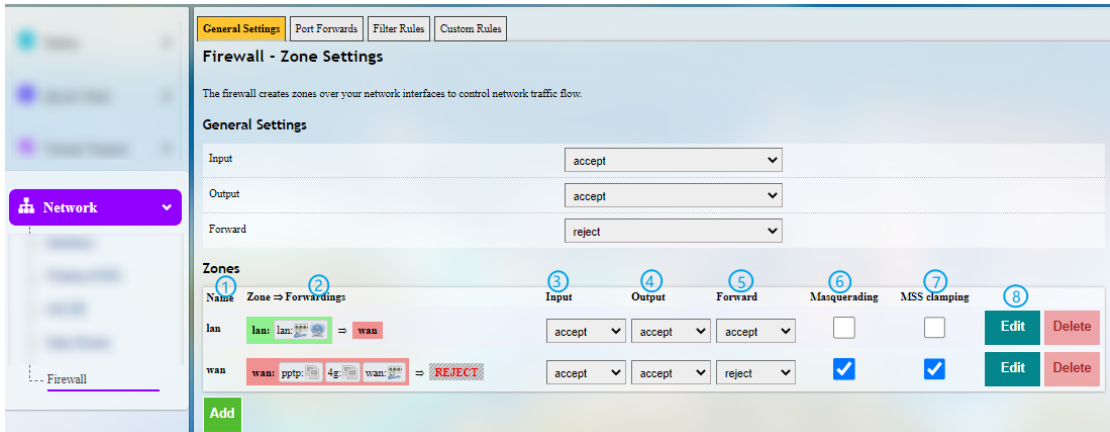 General Settings Port Forwards Filter Rules Custom Rules
Firewall - Zone Settings
The firewall creates zones over your network interfaces to control network traffic flow.
General Settings
Input accept
Output accept
Forward reject
Network
Zones
1 2 3 4 5 6 7 8
Name Zone ⇒ Forwardings Input Output Forward Masquerading MSS clamping
lan lan: lan: ⇒ wan accept accept accept Edit Delete
wan wan: pptp: 4g: wan: ⇒ REJECT accept accept reject Edit Delete
Firewall
Add